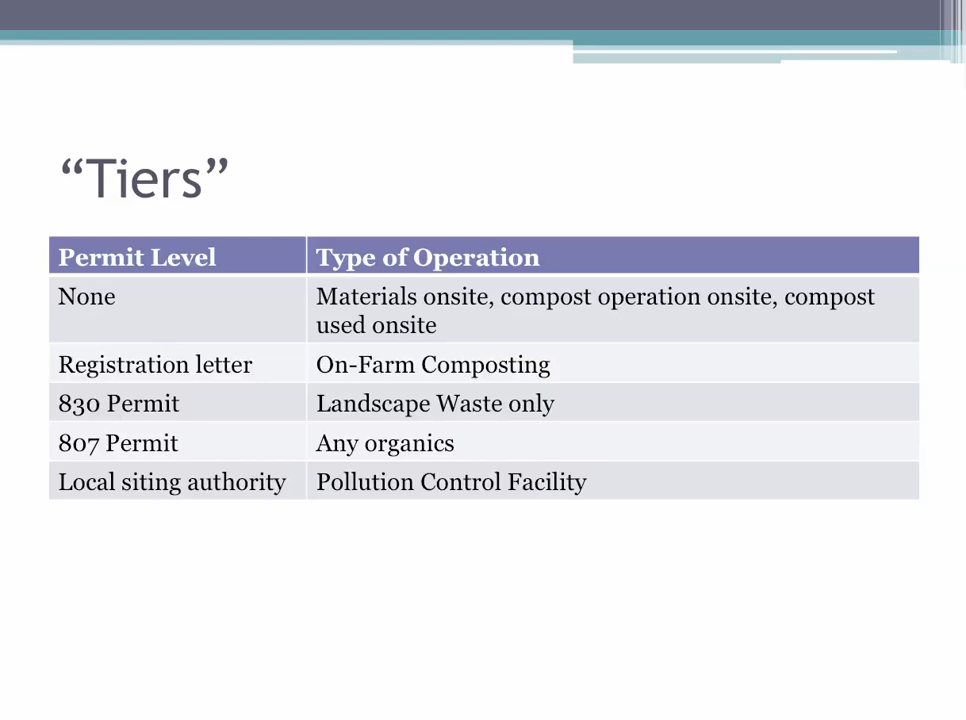 “Tiers”
Permit Level
Type of Operation
None
Materials onsite, compost operation onsite, compost
used onsite
Registration letter
On-Farm Composting
830 Permit
Landscape Waste only
807 Permit
Any organics
Local siting authority
Pollution Control Facility